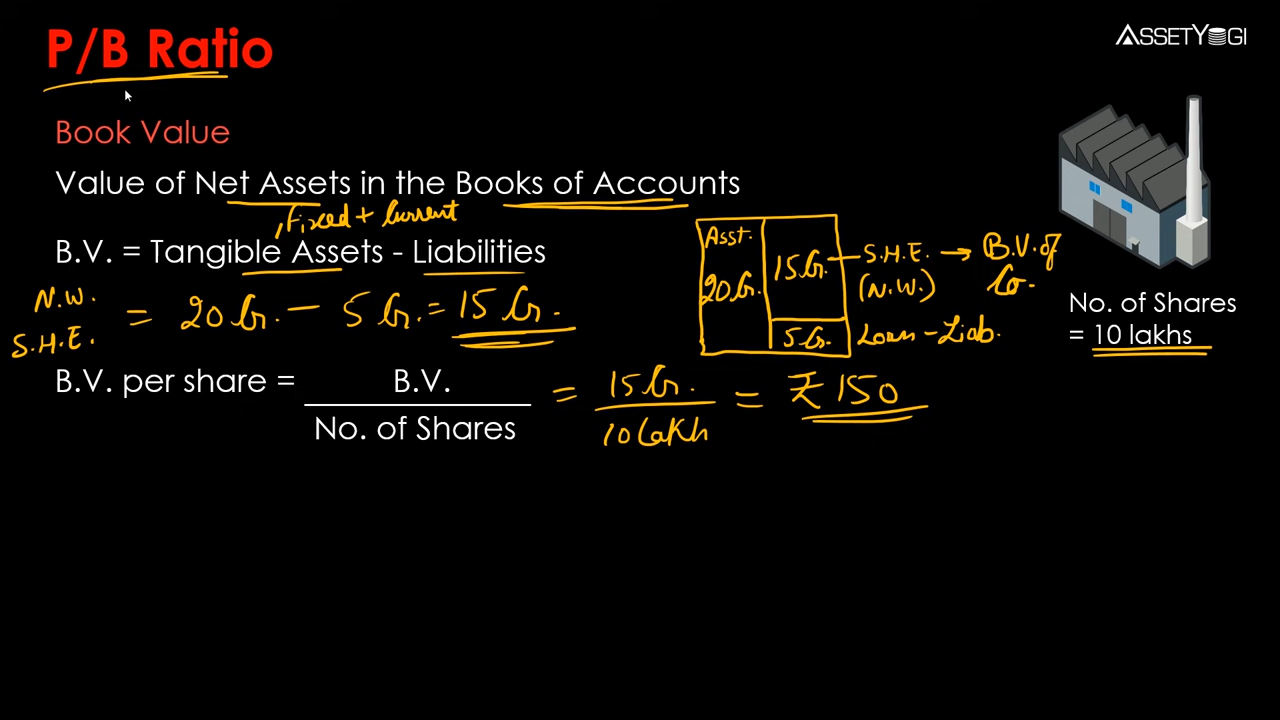 P/B Ratio
ASSETYOGI
Book Value
Value of Net Assets in the Books of Accounts
, Fixed + Current
B.V. = Tangible Assets - Liabilities
N.W.
S.H.E.
= 20 Cr. - 5 Cr. = 15 Cr.
Asst.
20 Cr.
15 Cr. S.H.E. → B.V. of Co.
(N.W.)
5 Cr. Loan - Liab.
No. of Shares
= 10 lakhs
B.V. per share = B.V. = 15 Cr. = ₹ 150
No. of Shares 10 Lakh